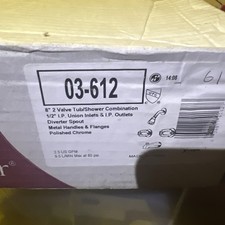 03-612
14:08
61
8" 2 Valve Tub/Shower Combination
1/2" I.P. Union Inlets & I.P. Outlets
Diverter Spout
Metal Handles & Flanges
Polished Chrome
r